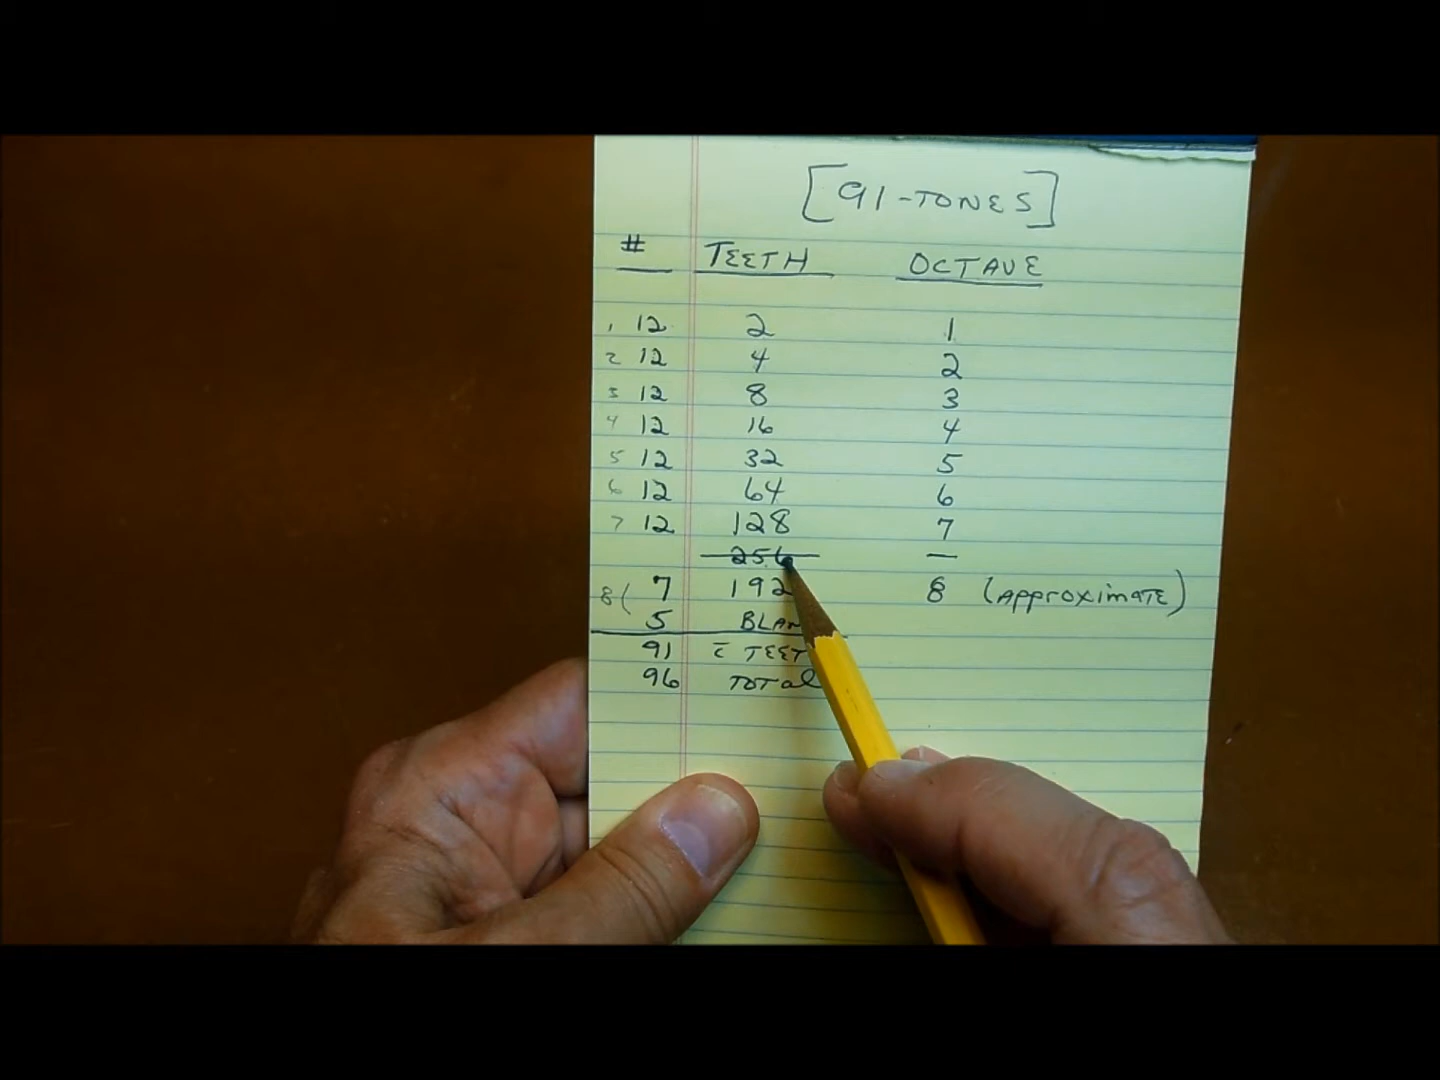 [91-TONES]
# TEETH OCTAVE
1 12 2 1
2 12 4 2
3 12 8 3
4 12 16 4
5 12 32 5
6 12 64 6
7 12 128 7
256 —
8( 7 192 8 (Approximate)
5
91 c̄
96 Total